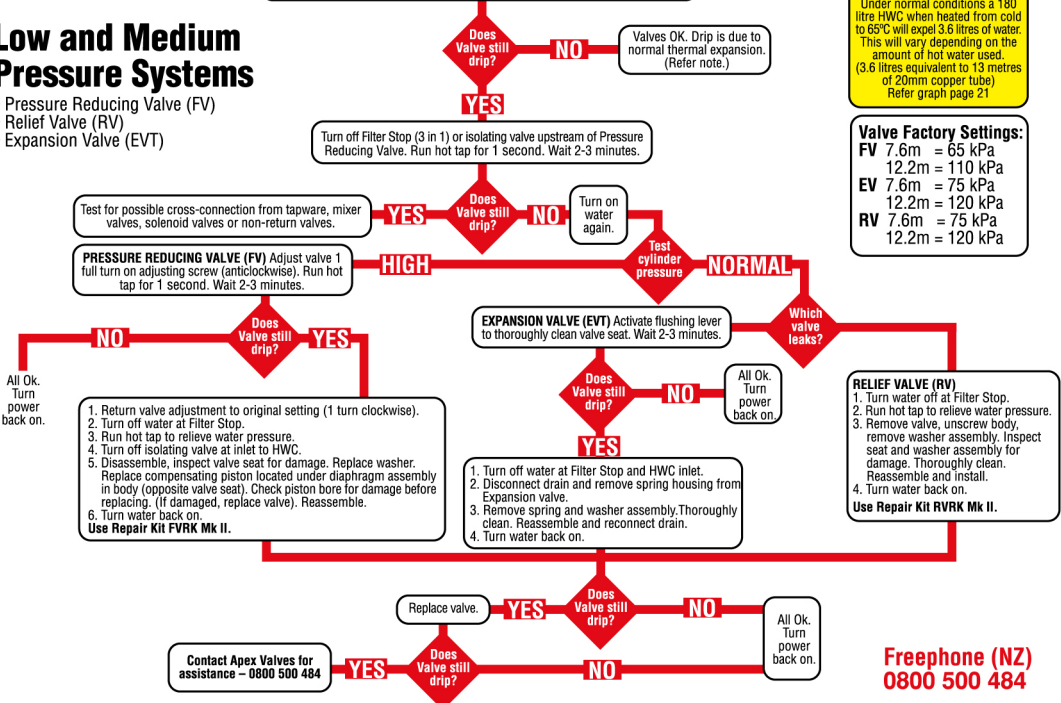 Low and Medium
Pressure Systems
Pressure Reducing Valve (FV)
Relief Valve (RV)
Expansion Valve (EVT)
Does
Valve still
drip?
NO
Valves OK. Drip is due to
normal thermal expansion.
(Refer note.)
Under normal conditions a 180
litre HWC when heated from cold
to 65ºC will expel 3.6 litres of water.
This will vary depending on the
amount of hot water used.
(3.6 litres equivalent to 13 metres
of 20mm copper tube)
Refer graph page 21
YES
Turn off Filter Stop (3 in 1) or isolating valve upstream of Pressure
Reducing Valve. Run hot tap for 1 second. Wait 2-3 minutes.
Valve Factory Settings:
FV 7.6m = 65 kPa
12.2m = 110 kPa
EV 7.6m = 75 kPa
12.2m = 120 kPa
RV 7.6m = 75 kPa
12.2m = 120 kPa
Does
Valve still
drip?
YES
Test for possible cross-connection from tapware, mixer
valves, solenoid valves or non-return valves.
NO
Turn on
water
again.
Test
cylinder
pressure
HIGH
NORMAL
PRESSURE REDUCING VALVE (FV) Adjust valve 1
full turn on adjusting screw (anticlockwise). Run hot
tap for 1 second. Wait 2-3 minutes.
Does
Valve still
drip?
NO
YES
All Ok.
Turn
power
back on.
1. Return valve adjustment to original setting (1 turn clockwise).
2. Turn off water at Filter Stop.
3. Run hot tap to relieve water pressure.
4. Turn off isolating valve at inlet to HWC.
5. Disassemble, inspect valve seat for damage. Replace washer.
Replace compensating piston located under diaphragm assembly
in body (opposite valve seat). Check piston bore for damage before
replacing. (If damaged, replace valve). Reassemble.
6. Turn water back on.
Use Repair Kit FVRK Mk II.
Which
valve
leaks?
EXPANSION VALVE (EVT) Activate flushing lever
to thoroughly clean valve seat. Wait 2-3 minutes.
Does
Valve still
drip?
NO
All Ok.
Turn
power
back on.
YES
1. Turn off water at Filter Stop and HWC inlet.
2. Disconnect drain and remove spring housing from
Expansion valve.
3. Remove spring and washer assembly.Thoroughly
clean. Reassemble and reconnect drain.
4. Turn water back on.
RELIEF VALVE (RV)
1. Turn water off at Filter Stop.
2. Run hot tap to relieve water pressure.
3. Remove valve, unscrew body,
remove washer assembly. Inspect
seat and washer assembly for
damage. Thoroughly clean.
Reassemble and install.
4. Turn water back on.
Use Repair Kit RVRK Mk II.
Does
Valve still
drip?
YES
Replace valve.
NO
All Ok.
Turn
power
back on.
Does
Valve still
drip?
YES
Contact Apex Valves for
assistance – 0800 500 484
NO
Freephone (NZ)
0800 500 484